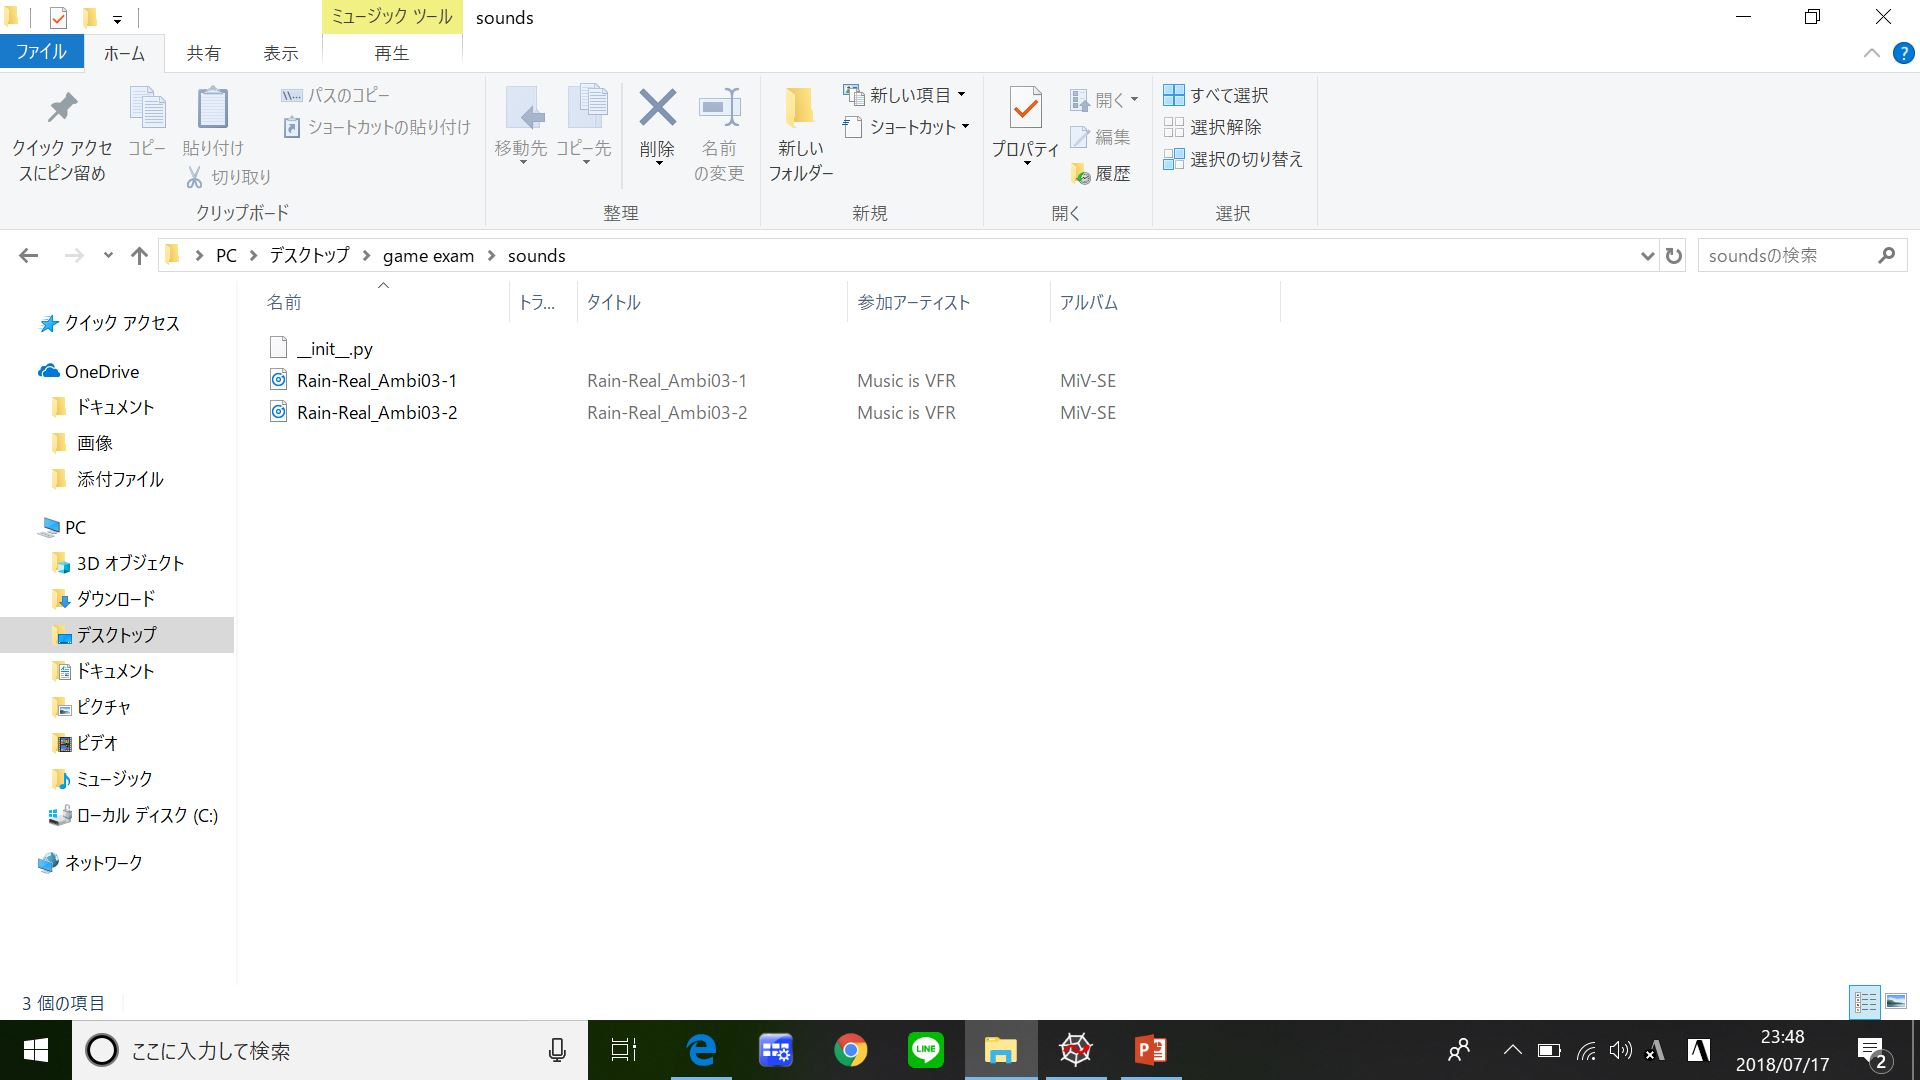 ミュージック ツール
sounds
ファイル
ホーム
共有
表示
再生
クイック アクセ
スにピン留め
コピー
貼り付け
切り取り
パスのコピー
ショートカットの貼り付け
クリップボード
移動先
コピー先
削除
名前
の変更
整理
新しい
フォルダー
新しい項目
ショートカット
新規
プロパティ
開く
編集
履歴
開く
すべて選択
選択解除
選択の切り替え
選択
PC
デスクトップ
game exam
sounds
soundsの検索
名前
トラ...
タイトル
参加アーティスト
アルバム
__init__.py
Rain-Real_Ambi03-1 Rain-Real_Ambi03-1 Music is VFR MiV-SE
Rain-Real_Ambi03-2 Rain-Real_Ambi03-2 Music is VFR MiV-SE
クイック アクセス
OneDrive
ドキュメント
画像
添付ファイル
PC
3D オブジェクト
ダウンロード
デスクトップ
ドキュメント
ピクチャ
ビデオ
ミュージック
ローカル ディスク (C:)
ネットワーク
3 個の項目
ここに入力して検索
LINE
A
23:48
2018/07/17
2